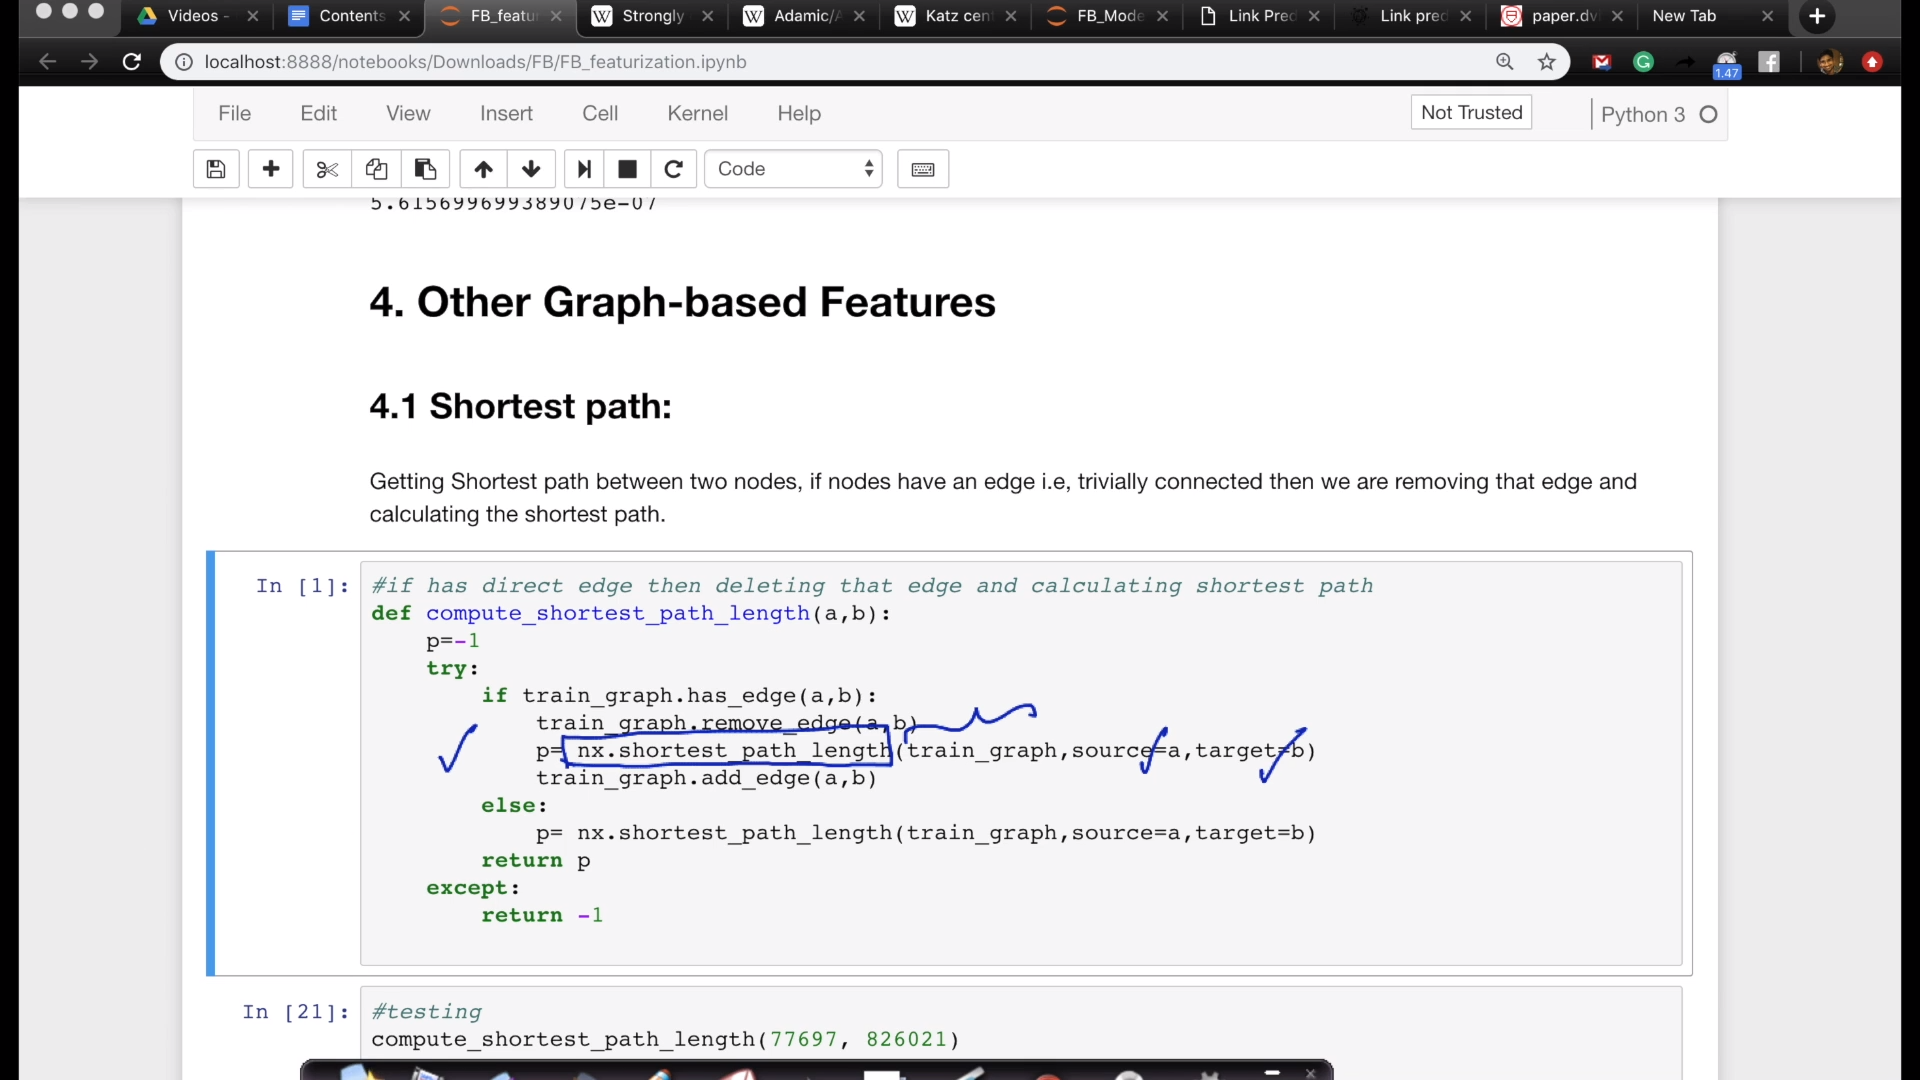 Videos -
Contents
FB_featur
Strongly
Adamic/A
Katz cent
FB_Mode
Link Pred
Link pred
paper.dvi
New Tab
localhost:8888/notebooks/Downloads/FB/FB_featurization.ipynb
1.47
File Edit View Insert Cell Kernel Help
Not Trusted
Python 3
Code
5.615699699389075e-07
4. Other Graph-based Features
4.1 Shortest path:
Getting Shortest path between two nodes, if nodes have an edge i.e, trivially connected then we are removing that edge and
calculating the shortest path.
In [1]: #if has direct edge then deleting that edge and calculating shortest path
def compute_shortest_path_length(a,b):
p=-1
try:
if train_graph.has_edge(a,b):
train_graph.remove_edge(a,b)
p= nx.shortest_path_length(train_graph,source=a,target=b)
train_graph.add_edge(a,b)
else:
p= nx.shortest_path_length(train_graph,source=a,target=b)
return p
except:
return -1
In [21]: #testing
compute_shortest_path_length(77697, 826021)